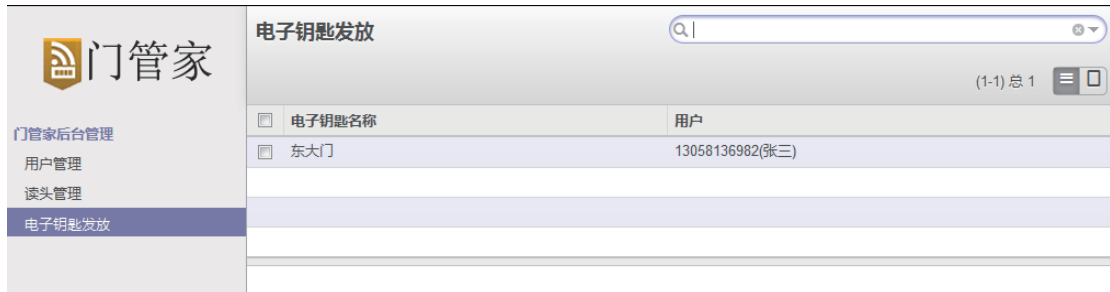 门管家
门管家后台管理
用户管理
读头管理
电子钥匙发放
电子钥匙发放
(1-1) 总 1
电子钥匙名称 用户
东大门 13058136982(张三)